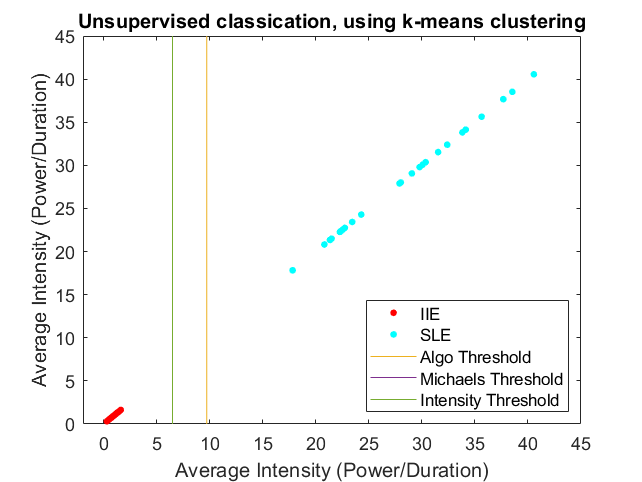 Unsupervised classication, using k-means clustering
45
40
35
30
25
20
15
10
5
0
Average Intensity (Power/Duration)
0 5 10 15 20 25 30 35 40 45
Average Intensity (Power/Duration)
IIE
SLE
Algo Threshold
Michaels Threshold
Intensity Threshold